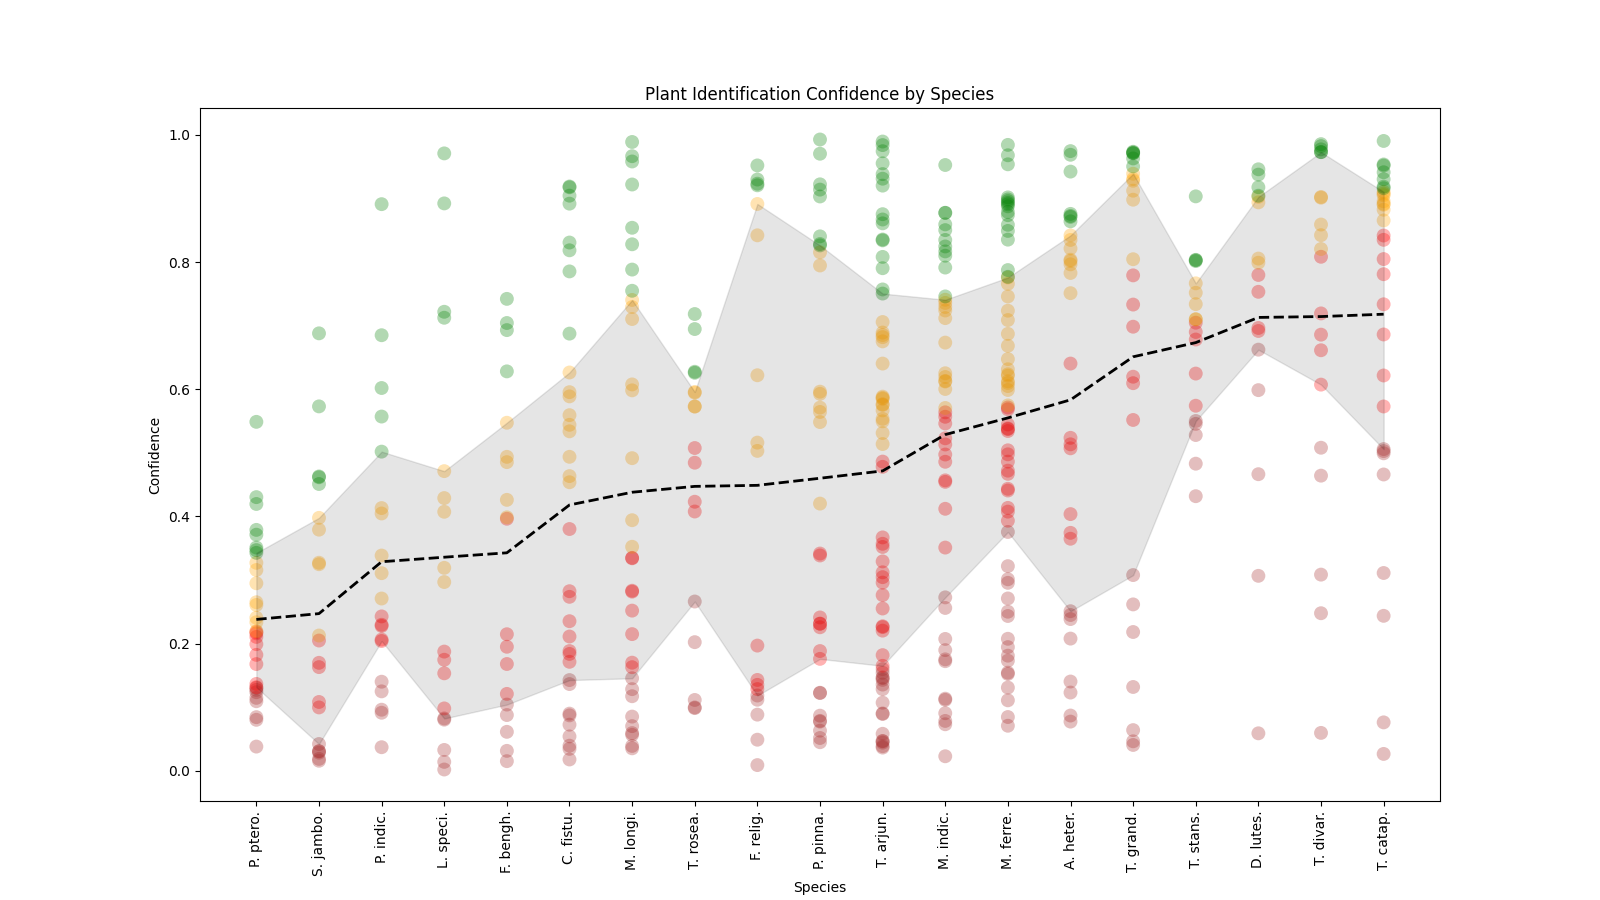 Plant Identification Confidence by Species
Confidence
1.0
0.8
0.6
0.4
0.2
0.0
P. ptero.
S. jambo.
P. indic.
L. speci.
F. bengh.
C. fistu.
M. longi.
T. rosea.
F. relig.
P. pinna.
T. arjun.
M. indic.
M. ferre.
A. heter.
T. grand.
T. stans.
D. lutes.
T. divar.
T. catap.
Species